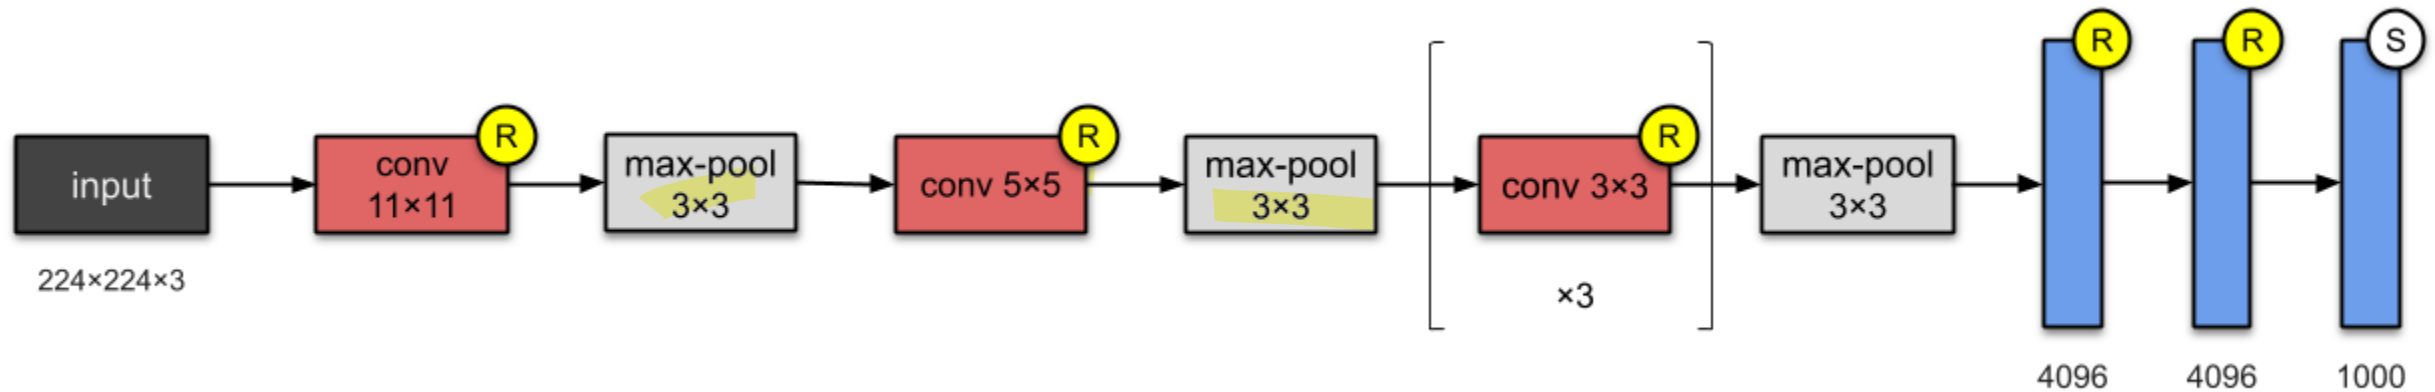 input
224×224×3
conv
11×11
R
max-pool
3×3
conv 5×5
R
max-pool
3×3
conv 3×3
R
×3
max-pool
3×3
R
4096
R
4096
S
1000